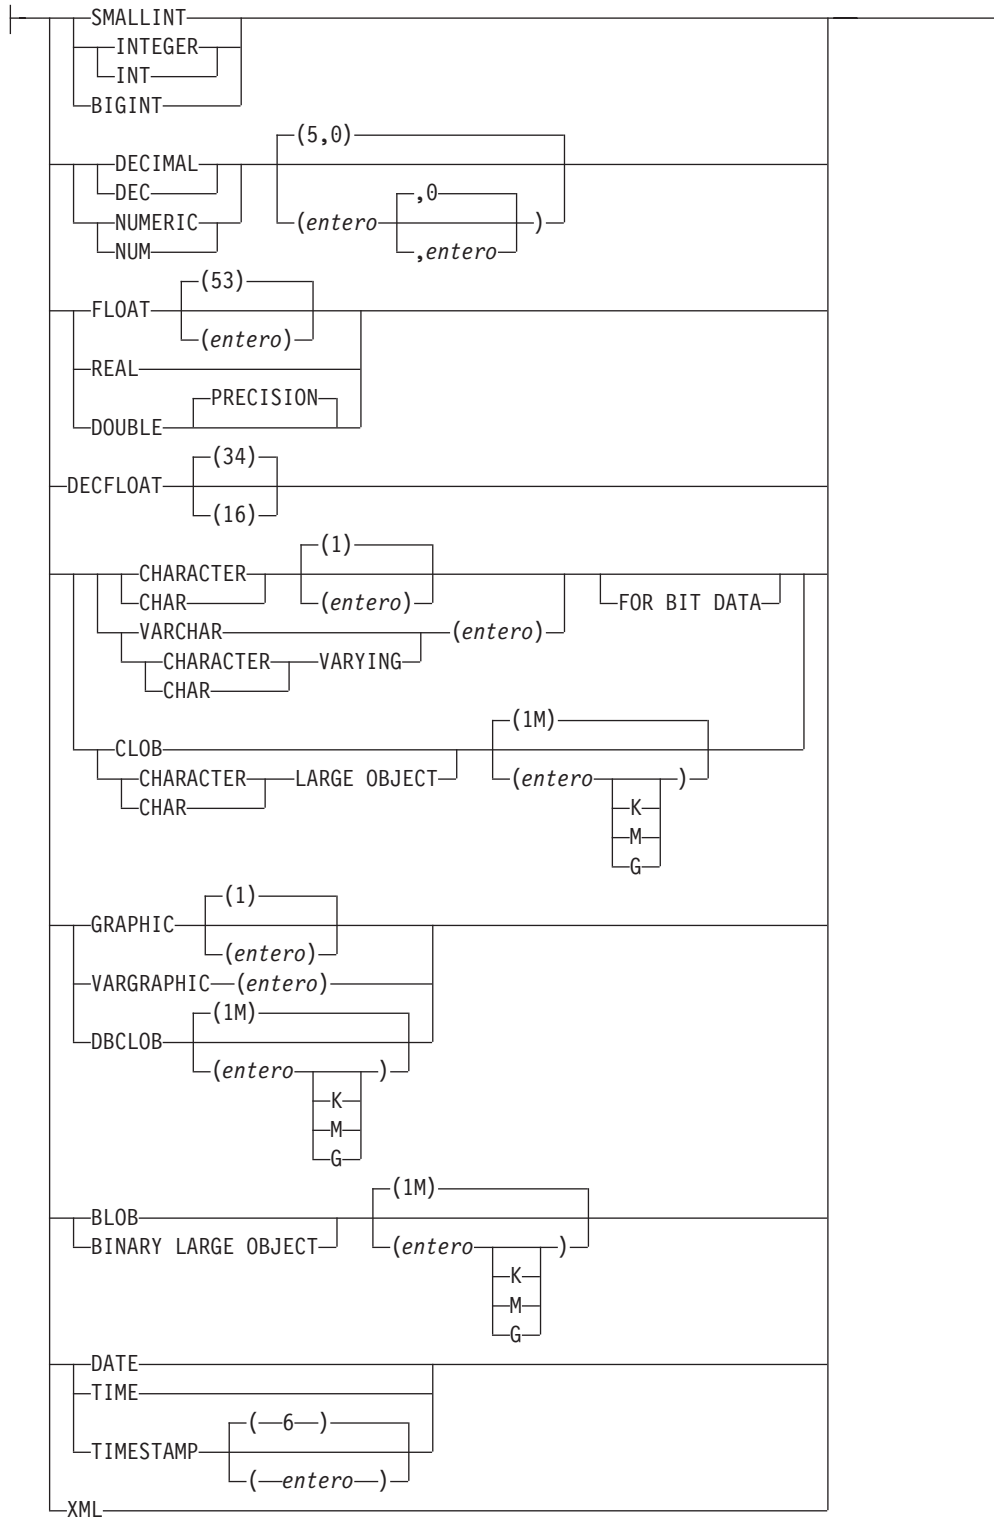 SMALLINT
INTEGER
INT
BIGINT
(5,0)
DECIMAL
DEC
,0
NUMERIC
(entero )
NUM
,entero
(53)
FLOAT
(entero)
REAL
PRECISION
DOUBLE
(34)
DECFLOAT
(16)
(1)
CHARACTER
CHAR
(entero)
FOR BIT DATA
VARCHAR
(entero)
CHARACTER
VARYING
CHAR
(1M)
CLOB
CHARACTER
LARGE OBJECT
(entero )
CHAR
K
M
G
(1)
GRAPHIC
(entero)
VARGRAPHIC (entero)
(1M)
DBCLOB
(entero )
K
M
G
(1M)
BLOB
BINARY LARGE OBJECT
(entero )
K
M
G
DATE
TIME
( 6 )
TIMESTAMP
( entero )
XML